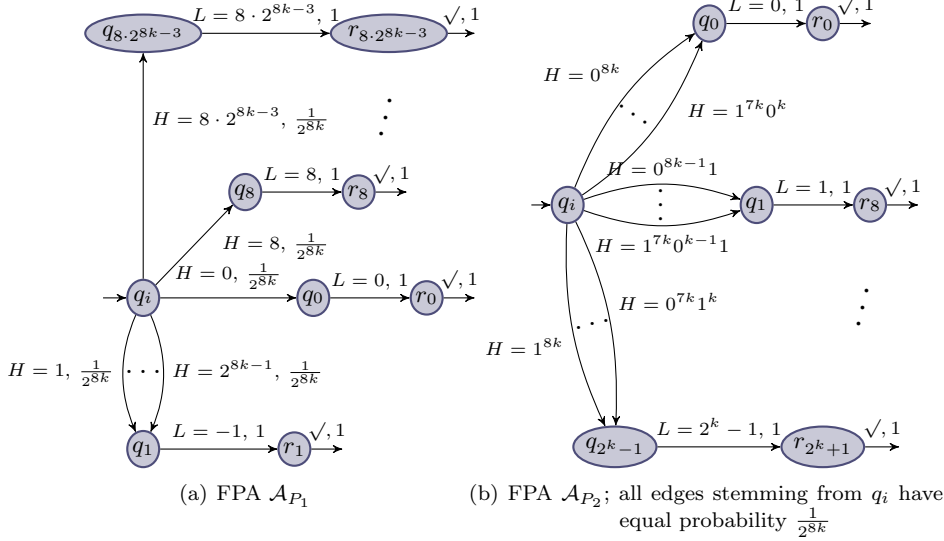 q_{8·2^{8k−3}}
L = 8 · 2^{8k−3}, 1
r_{8·2^{8k−3}}
√, 1
H = 8 · 2^{8k−3}, \frac{1}{2^{8k}}
q_8
L = 8, 1
r_8
√, 1
H = 8, \frac{1}{2^{8k}}
H = 0, \frac{1}{2^{8k}}
q_i
q_0
L = 0, 1
r_0
√, 1
H = 1, \frac{1}{2^{8k}}
H = 2^{8k−1}, \frac{1}{2^{8k}}
q_1
L = −1, 1
r_1
√, 1
(a) FPA 𝒜_{P_1}
q_0
L = 0, 1
r_0
√, 1
H = 0^{8k}
H = 1^{7k}0^k
H = 0^{8k−1}1
q_i
q_1
L = 1, 1
r_8
√, 1
H = 1^{7k}0^{k−1}1
H = 0^{7k}1^k
H = 1^{8k}
q_{2^k−1}
L = 2^k − 1, 1
r_{2^k+1}
√, 1
(b) FPA 𝒜_{P_2}; all edges stemming from q_i have
equal probability \frac{1}{2^{8k}}